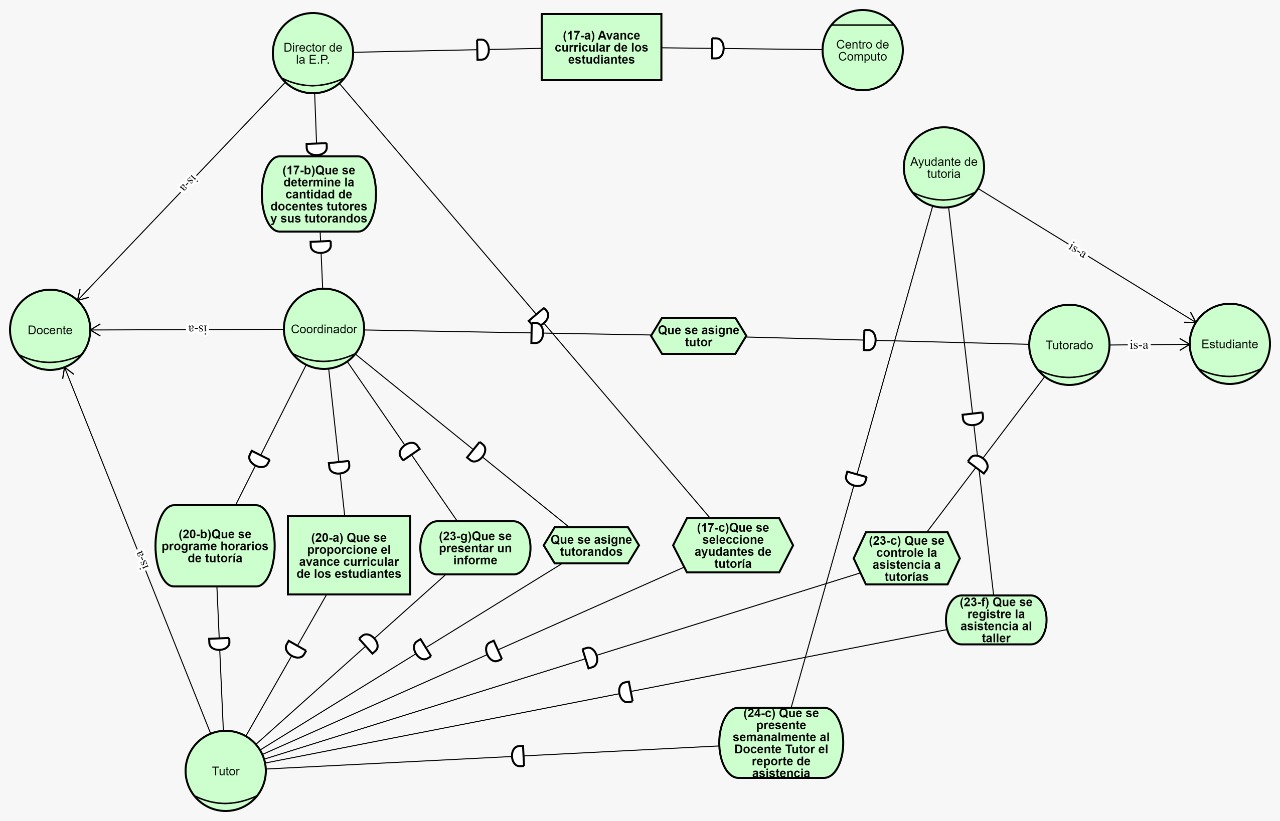 Director de
la E.P.
(17-a) Avance
curricular de los
estudiantes
Centro de
Computo
(17-b)Que se
determine la
cantidad de
docentes tutores
y sus tutorandos
Ayudante de
tutoria
is-a
is-a
Docente
is-a
Coordinador
Que se asigne
tutor
Tutorado
is-a
Estudiante
(20-b)Que se
programe horarios
de tutoría
(20-a) Que se
proporcione el
avance curricular
de los estudiantes
(23-g)Que se
presentar un
informe
Que se asigne
tutorandos
(17-c)Que se
seleccione
ayudantes de
tutoría
(23-c) Que se
controle la
asistencia a
tutorías
is-a
(23-f) Que se
registre la
asistencia al
taller
(24-c) Que se
presente
semanalmente al
Docente Tutor el
reporte de
asistencia
Tutor